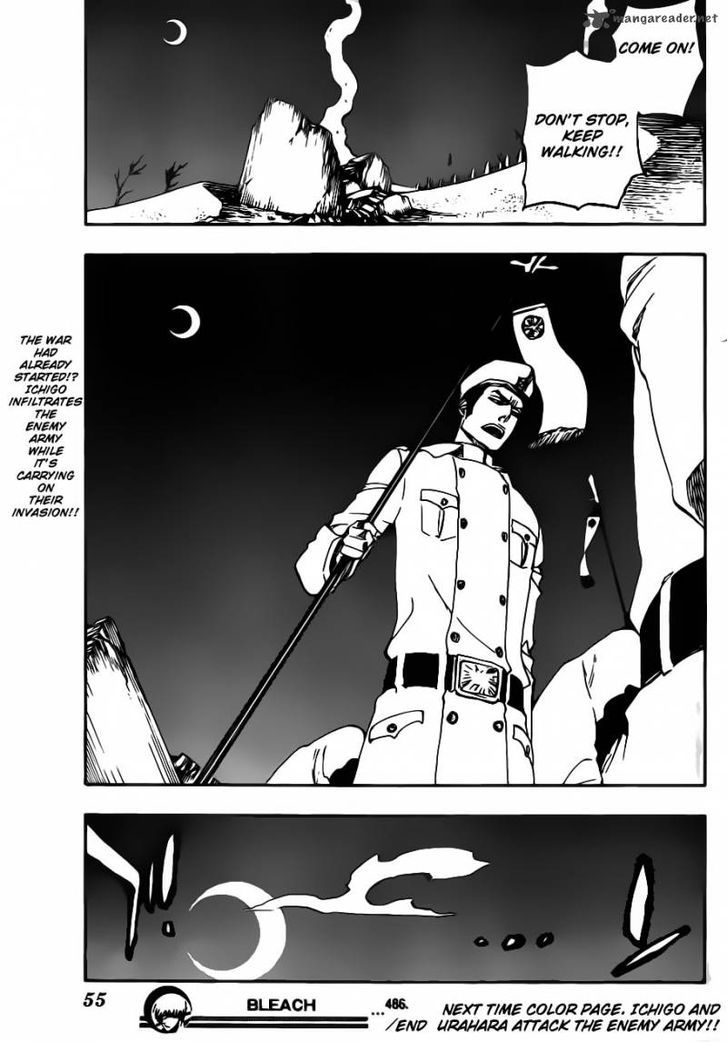 mangareader.net
COME ON!
DON'T STOP,
KEEP
WALKING!!
THE WAR
HAD
ALREADY
STARTED!?
ICHIGO
INFILTRATES
THE
ENEMY
ARMY
WHILE
IT'S
CARRYING
ON
THEIR
INVASION!!
55
BLEACH
...486.
/END
NEXT TIME COLOR PAGE. ICHIGO AND
URAHARA ATTACK THE ENEMY ARMY!!